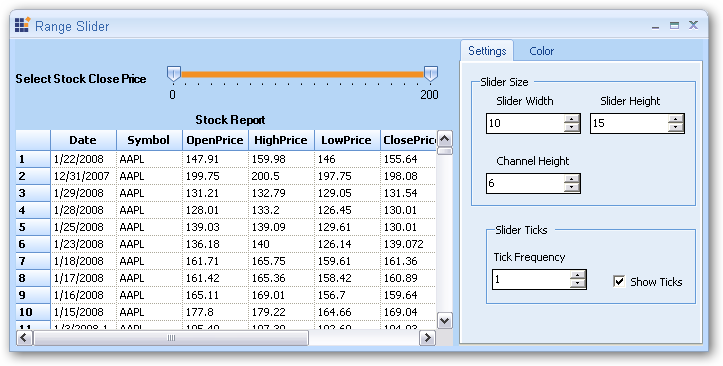 Range Slider
Select Stock Close Price
0 200
Stock Report
Date Symbol OpenPrice HighPrice LowPrice ClosePrice
1 1/22/2008 AAPL 147.91 159.98 146 155.64
2 12/31/2007 AAPL 199.75 200.5 197.75 198.08
3 1/29/2008 AAPL 131.21 132.79 129.05 131.54
4 1/28/2008 AAPL 128.01 133.2 126.45 130.01
5 1/25/2008 AAPL 139.03 139.09 129.61 130.01
6 1/23/2008 AAPL 136.18 140 126.14 139.072
7 1/18/2008 AAPL 161.71 165.75 159.61 161.36
8 1/17/2008 AAPL 161.42 165.36 158.42 160.89
9 1/16/2008 AAPL 165.11 169.01 156.7 159.64
10 1/15/2008 AAPL 177.8 179.22 164.66 169.04
11 AAPL
Settings Color
Slider Size
Slider Width Slider Height
10 15
Channel Height
6
Slider Ticks
Tick Frequency
1 Show Ticks